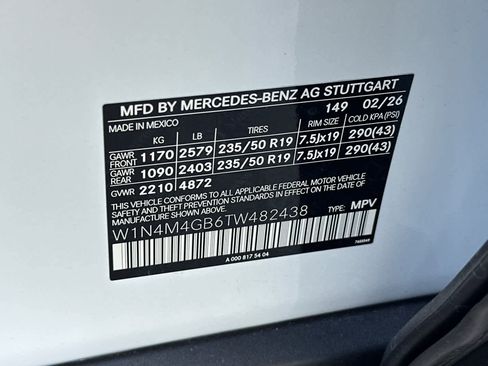 MFD BY MERCEDES-BENZ AG STUTTGART
MADE IN MEXICO 149 02/26
KG LB TIRES RIM SIZE COLD KPA(PSI)
GAWR FRONT 1170 2579 235/50 R19 7.5Jx19 290(43)
GAWR REAR 1090 2403 235/50 R19 7.5Jx19 290(43)
GVWR 2210 4872
THIS VEHICLE CONFORMS TO ALL APPLICABLE FEDERAL MOTOR VEHICLE
SAFETY STANDARDS IN EFFECT ON THE DATE OF MANUFACTURE SHOWN ABOVE.
W1N4M4GB6TW482438 TYPE: MPV
A 000 817 54 04